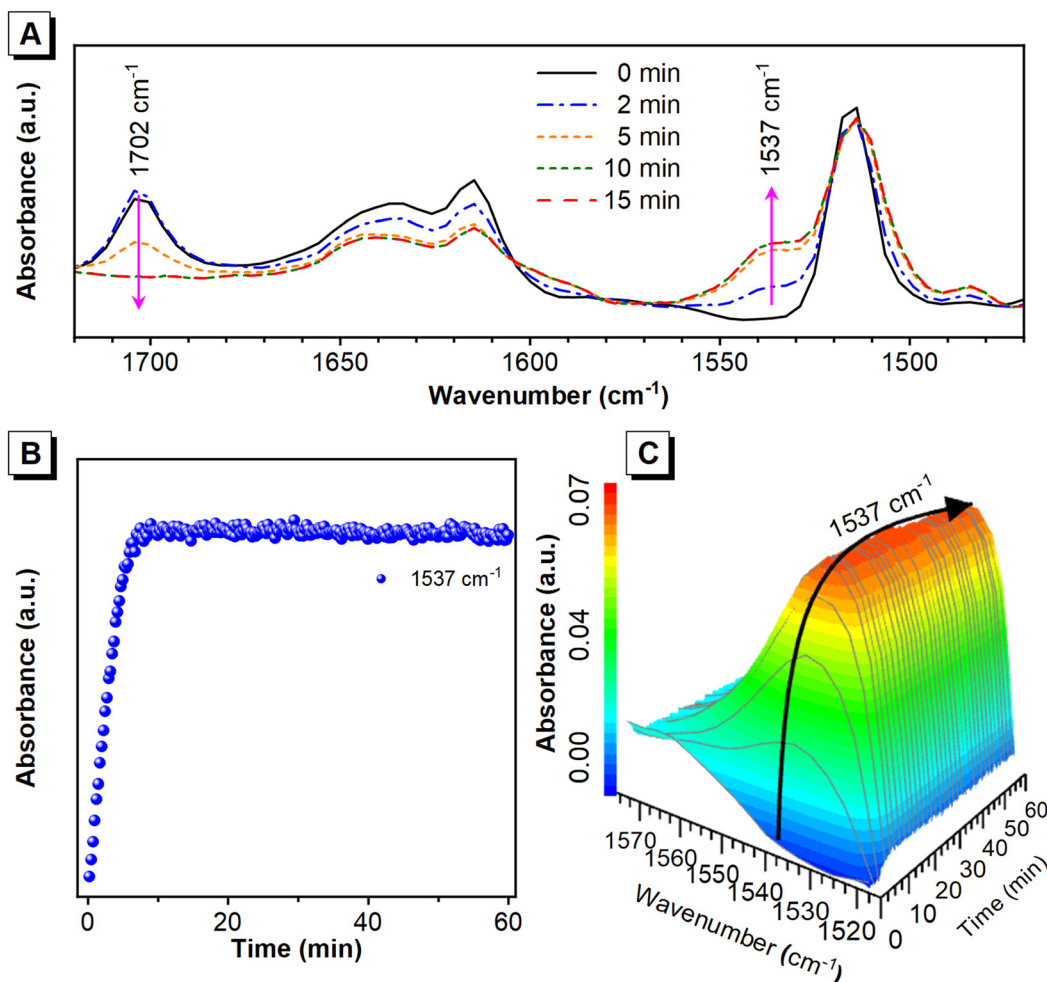 A
Absorbance (a.u.)
1702 cm⁻¹
0 min
2 min
5 min
10 min
15 min
1537 cm⁻¹
1700
1650
1600
1550
1500
Wavenumber (cm⁻¹)
B
Absorbance (a.u.)
1537 cm⁻¹
0
20
40
60
Time (min)
C
Absorbance (a.u.)
0.07
0.04
0.00
1537 cm⁻¹
1570
1560
1550
1540
1530
1520
Wavenumber (cm⁻¹)
0
10
20
30
40
50
60
Time (min)